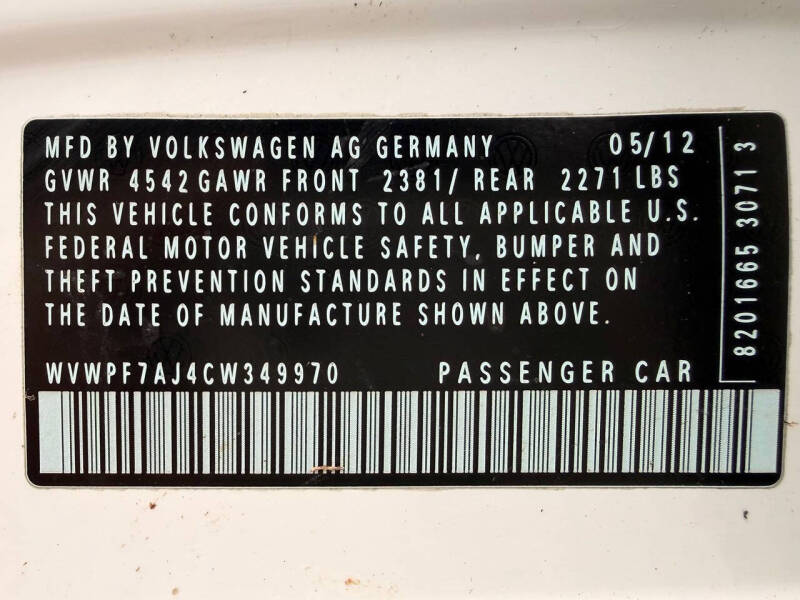 MFD BY VOLKSWAGEN AG GERMANY 05/12
GVWR 4542 GAWR FRONT 2381/ REAR 2271 LBS
THIS VEHICLE CONFORMS TO ALL APPLICABLE U.S.
FEDERAL MOTOR VEHICLE SAFETY, BUMPER AND
THEFT PREVENTION STANDARDS IN EFFECT ON
THE DATE OF MANUFACTURE SHOWN ABOVE.
WVWPF7AJ4CW349970 PASSENGER CAR
8201665 3071 3